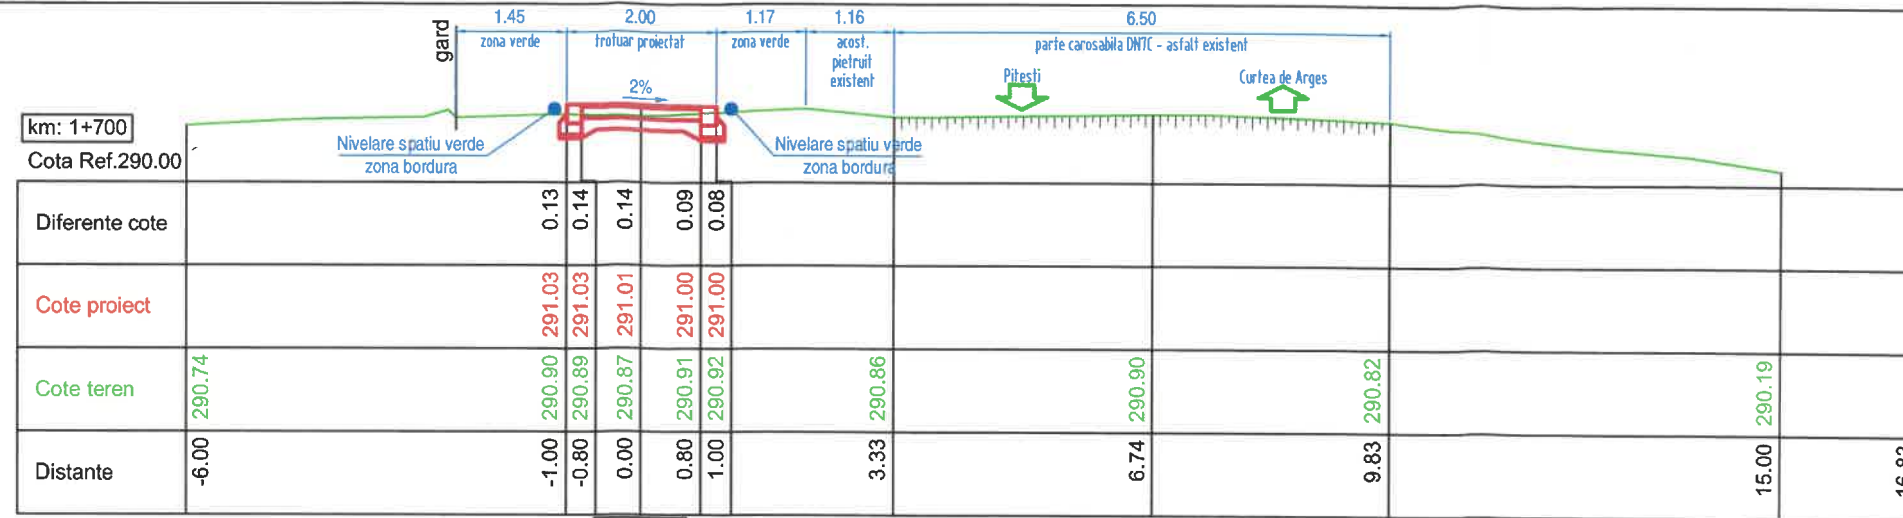 1.45 2.00 1.17 1.16 6.50
gard
zona verde trotuar proiectat zona verde acost. parte carosabila DN7C - asfalt existent
pietruit
existent
Pitesti Curtea de Arges
2%
km: 1+700
Nivelare spatiu verde Nivelare spatiu verde
zona bordura zona bordura
Cota Ref.290.00
Diferente cote 0.13 0.14 0.14 0.09 0.08
Cote proiect 291.03 291.03 291.01 291.00 291.00
Cote teren 290.74 290.90 290.89 290.87 290.91 290.92 290.86 290.90 290.82 290.19
Distante -6.00 -1.00 -0.80 0.00 0.80 1.00 3.33 6.74 9.83 15.00